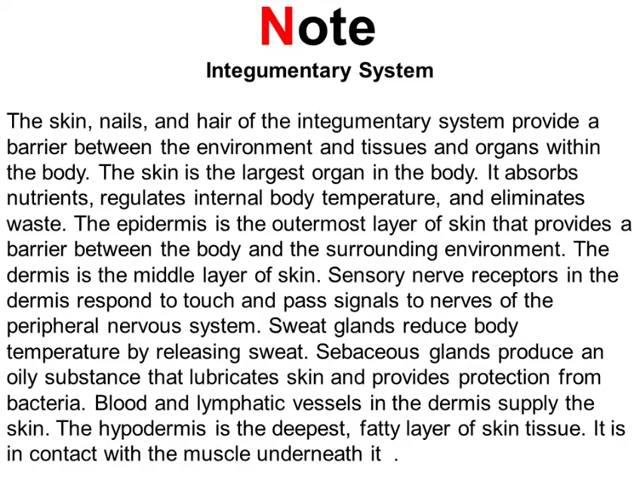 Note
Integumentary System
The skin, nails, and hair of the integumentary system provide a
barrier between the environment and tissues and organs within
the body. The skin is the largest organ in the body. It absorbs
nutrients, regulates internal body temperature, and eliminates
waste. The epidermis is the outermost layer of skin that provides a
barrier between the body and the surrounding environment. The
dermis is the middle layer of skin. Sensory nerve receptors in the
dermis respond to touch and pass signals to nerves of the
peripheral nervous system. Sweat glands reduce body
temperature by releasing sweat. Sebaceous glands produce an
oily substance that lubricates skin and provides protection from
bacteria. Blood and lymphatic vessels in the dermis supply the
skin. The hypodermis is the deepest, fatty layer of skin tissue. It is
in contact with the muscle underneath it .